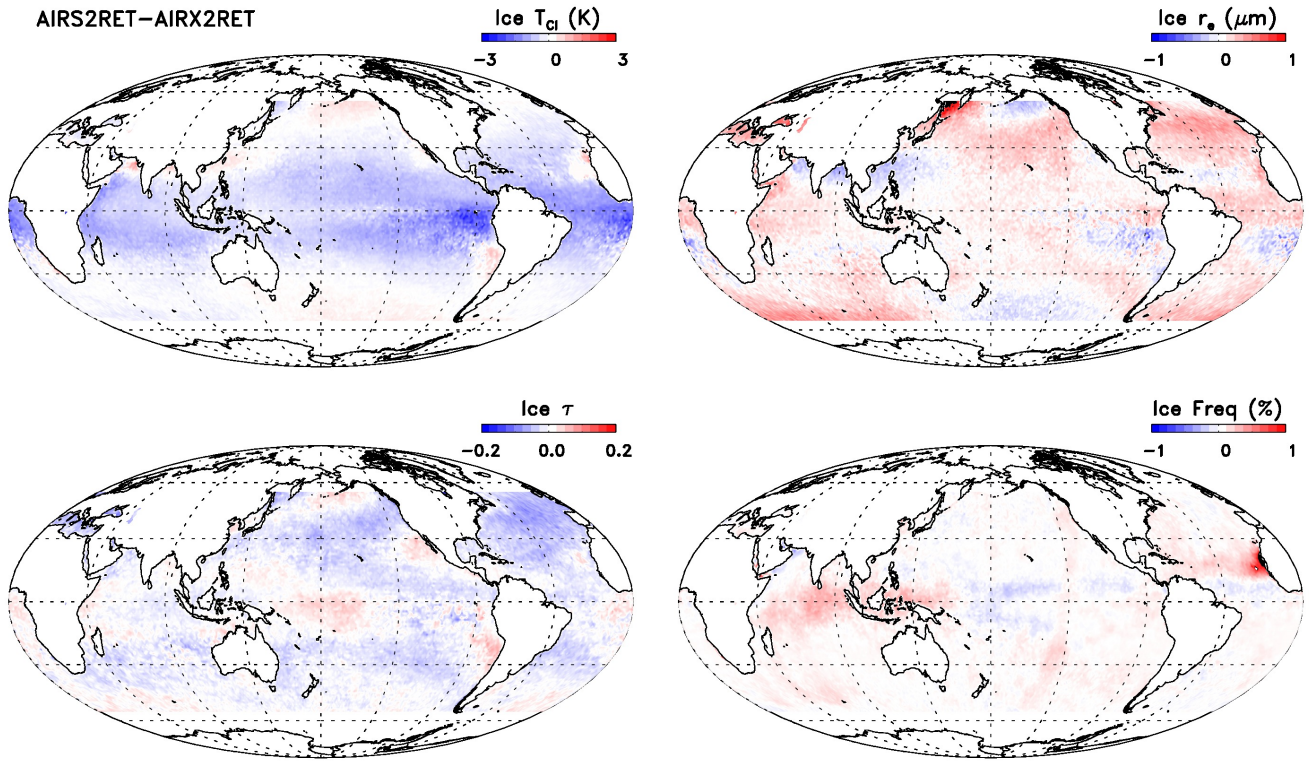 AIRS2RET−AIRX2RET
Ice T_CI (K)
−3 0 3
Ice r_e (μm)
−1 0 1
Ice τ
−0.2 0.0 0.2
Ice Freq (%)
−1 0 1